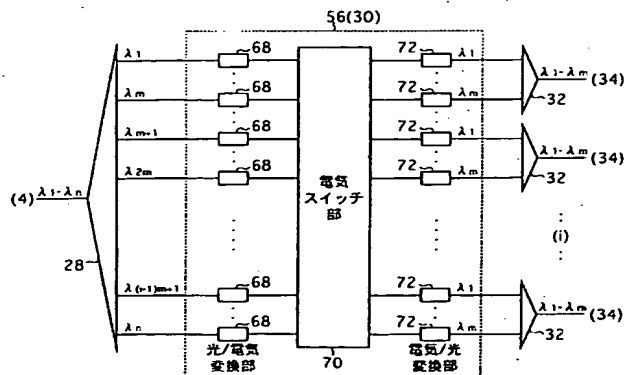 56(30)
λ1 68 72 λ1
λ1-λm (34)
λm 68 72 λm 32
λm+1 68 72 λ1
λ1-λm (34)
λ2m 68 72 λm 32
(4) λ1-λn
電気
スイッチ
部
(i)
28
λ(i-1)m+1 68 72 λ1
λ1-λm (34)
λn 68 72 λm 32
光/電気
変換部
70
電気/光
変換部